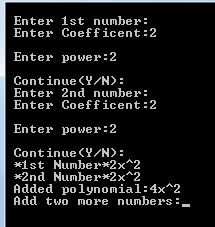 Enter 1st number:
Enter Coefficent:2
Enter power:2
Continue(Y/N):
Enter 2nd number:
Enter Coefficent:2
Enter power:2
Continue(Y/N):
*1st Number*2x^2
*2nd Number*2x^2
Added polynomial:4x^2
Add two more numbers:_